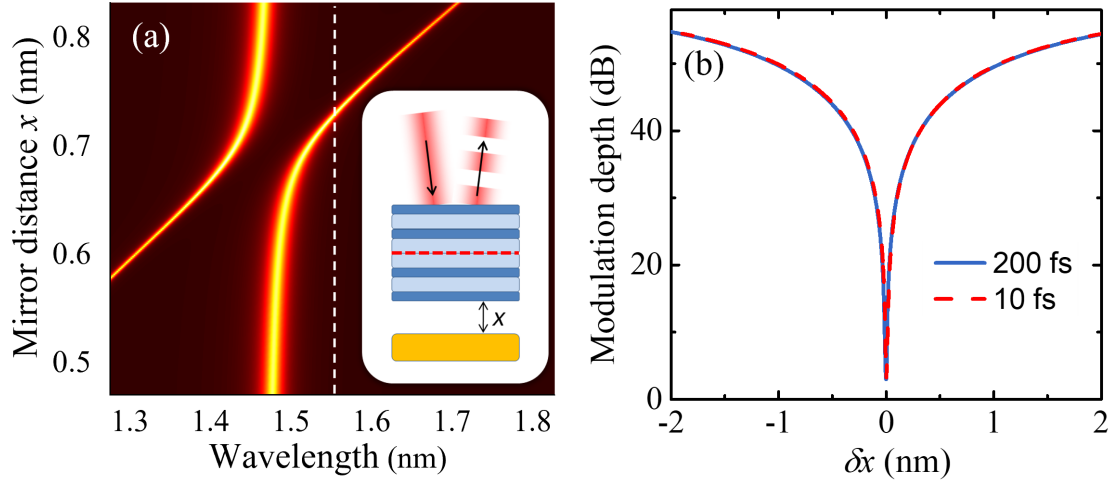 (a)
Mirror distance x (nm)
0.8
0.7
0.6
0.5
1.3 1.4 1.5 1.6 1.7 1.8
Wavelength (nm)
x
(b)
Modulation depth (dB)
40
20
0
-2 -1 0 1 2
δx (nm)
200 fs
10 fs